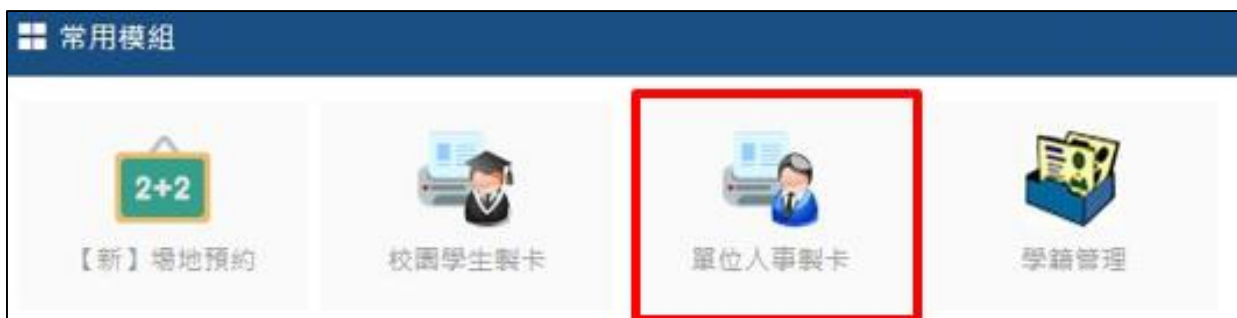 常用模組
2+2
【新】場地預約
校園學生製卡
單位人事製卡
學籍管理